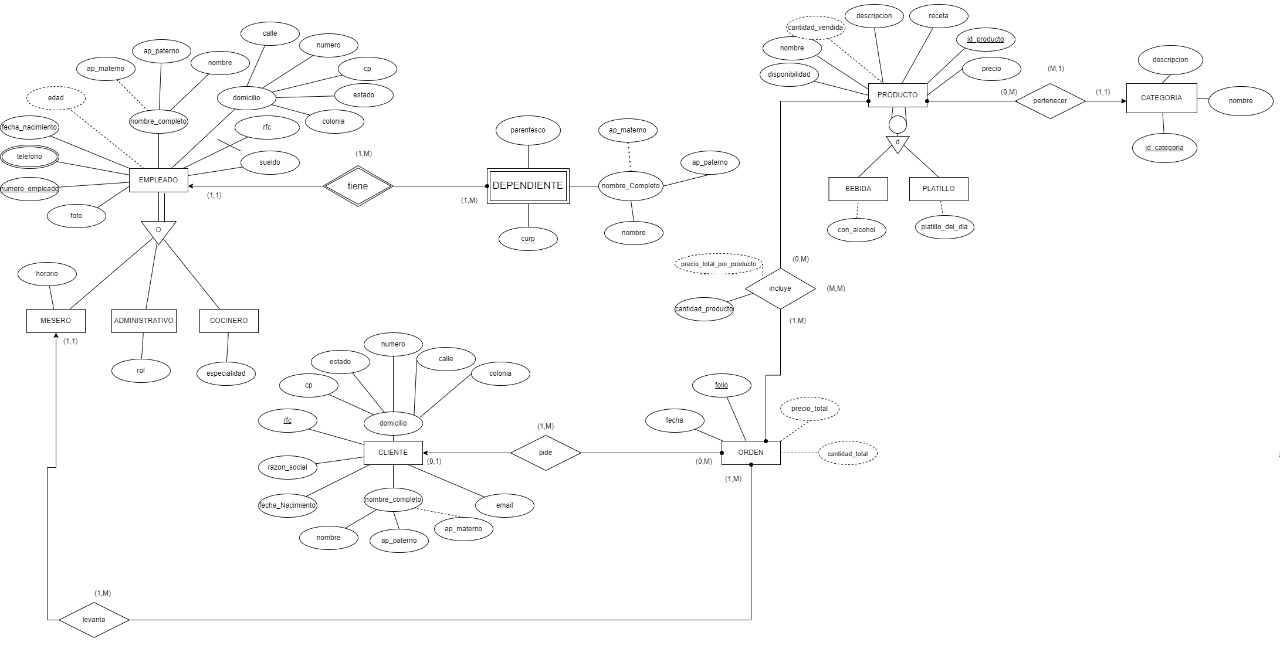 descripcion
receta
cantidad_vendida
id_producto
nombre
disponibilidad
precio
PRODUCTO
(0,M)
(M,1)
pertenecer
(1,1)
descripcion
CATEGORIA
nombre
id_categoria
d
BEBIDA
PLATILLO
con_alcohol
platillo_del_dia
calle
ap_paterno
numero
nombre
ap_materno
cp
edad
domicilio
estado
nombre_completo
colonia
fecha_nacimiento
rfc
telefono
sueldo
EMPLEADO
numero_empleado
(1,1)
foto
(1,M)
tiene
(1,M)
parentesco
ap_materno
DEPENDIENTE
nombre_Completo
ap_paterno
curp
nombre
O
horario
MESERO
ADMINISTRATIVO
COCINERO
(1,1)
rol
especialidad
precio_total_por_producto
(0,M)
cantidad_producto
incluye
(M,M)
(1.M)
numero
estado
calle
cp
colonia
rfc
domicilio
CLIENTE
(0,1)
razon_social
fecha_Nacimiento
nombre_completo
email
nombre
ap_paterno
ap_materno
(1,M)
pide
(0,M)
folio
fecha
precio_total
ORDEN
cantidad_total
(1,M)
(1,M)
levanta